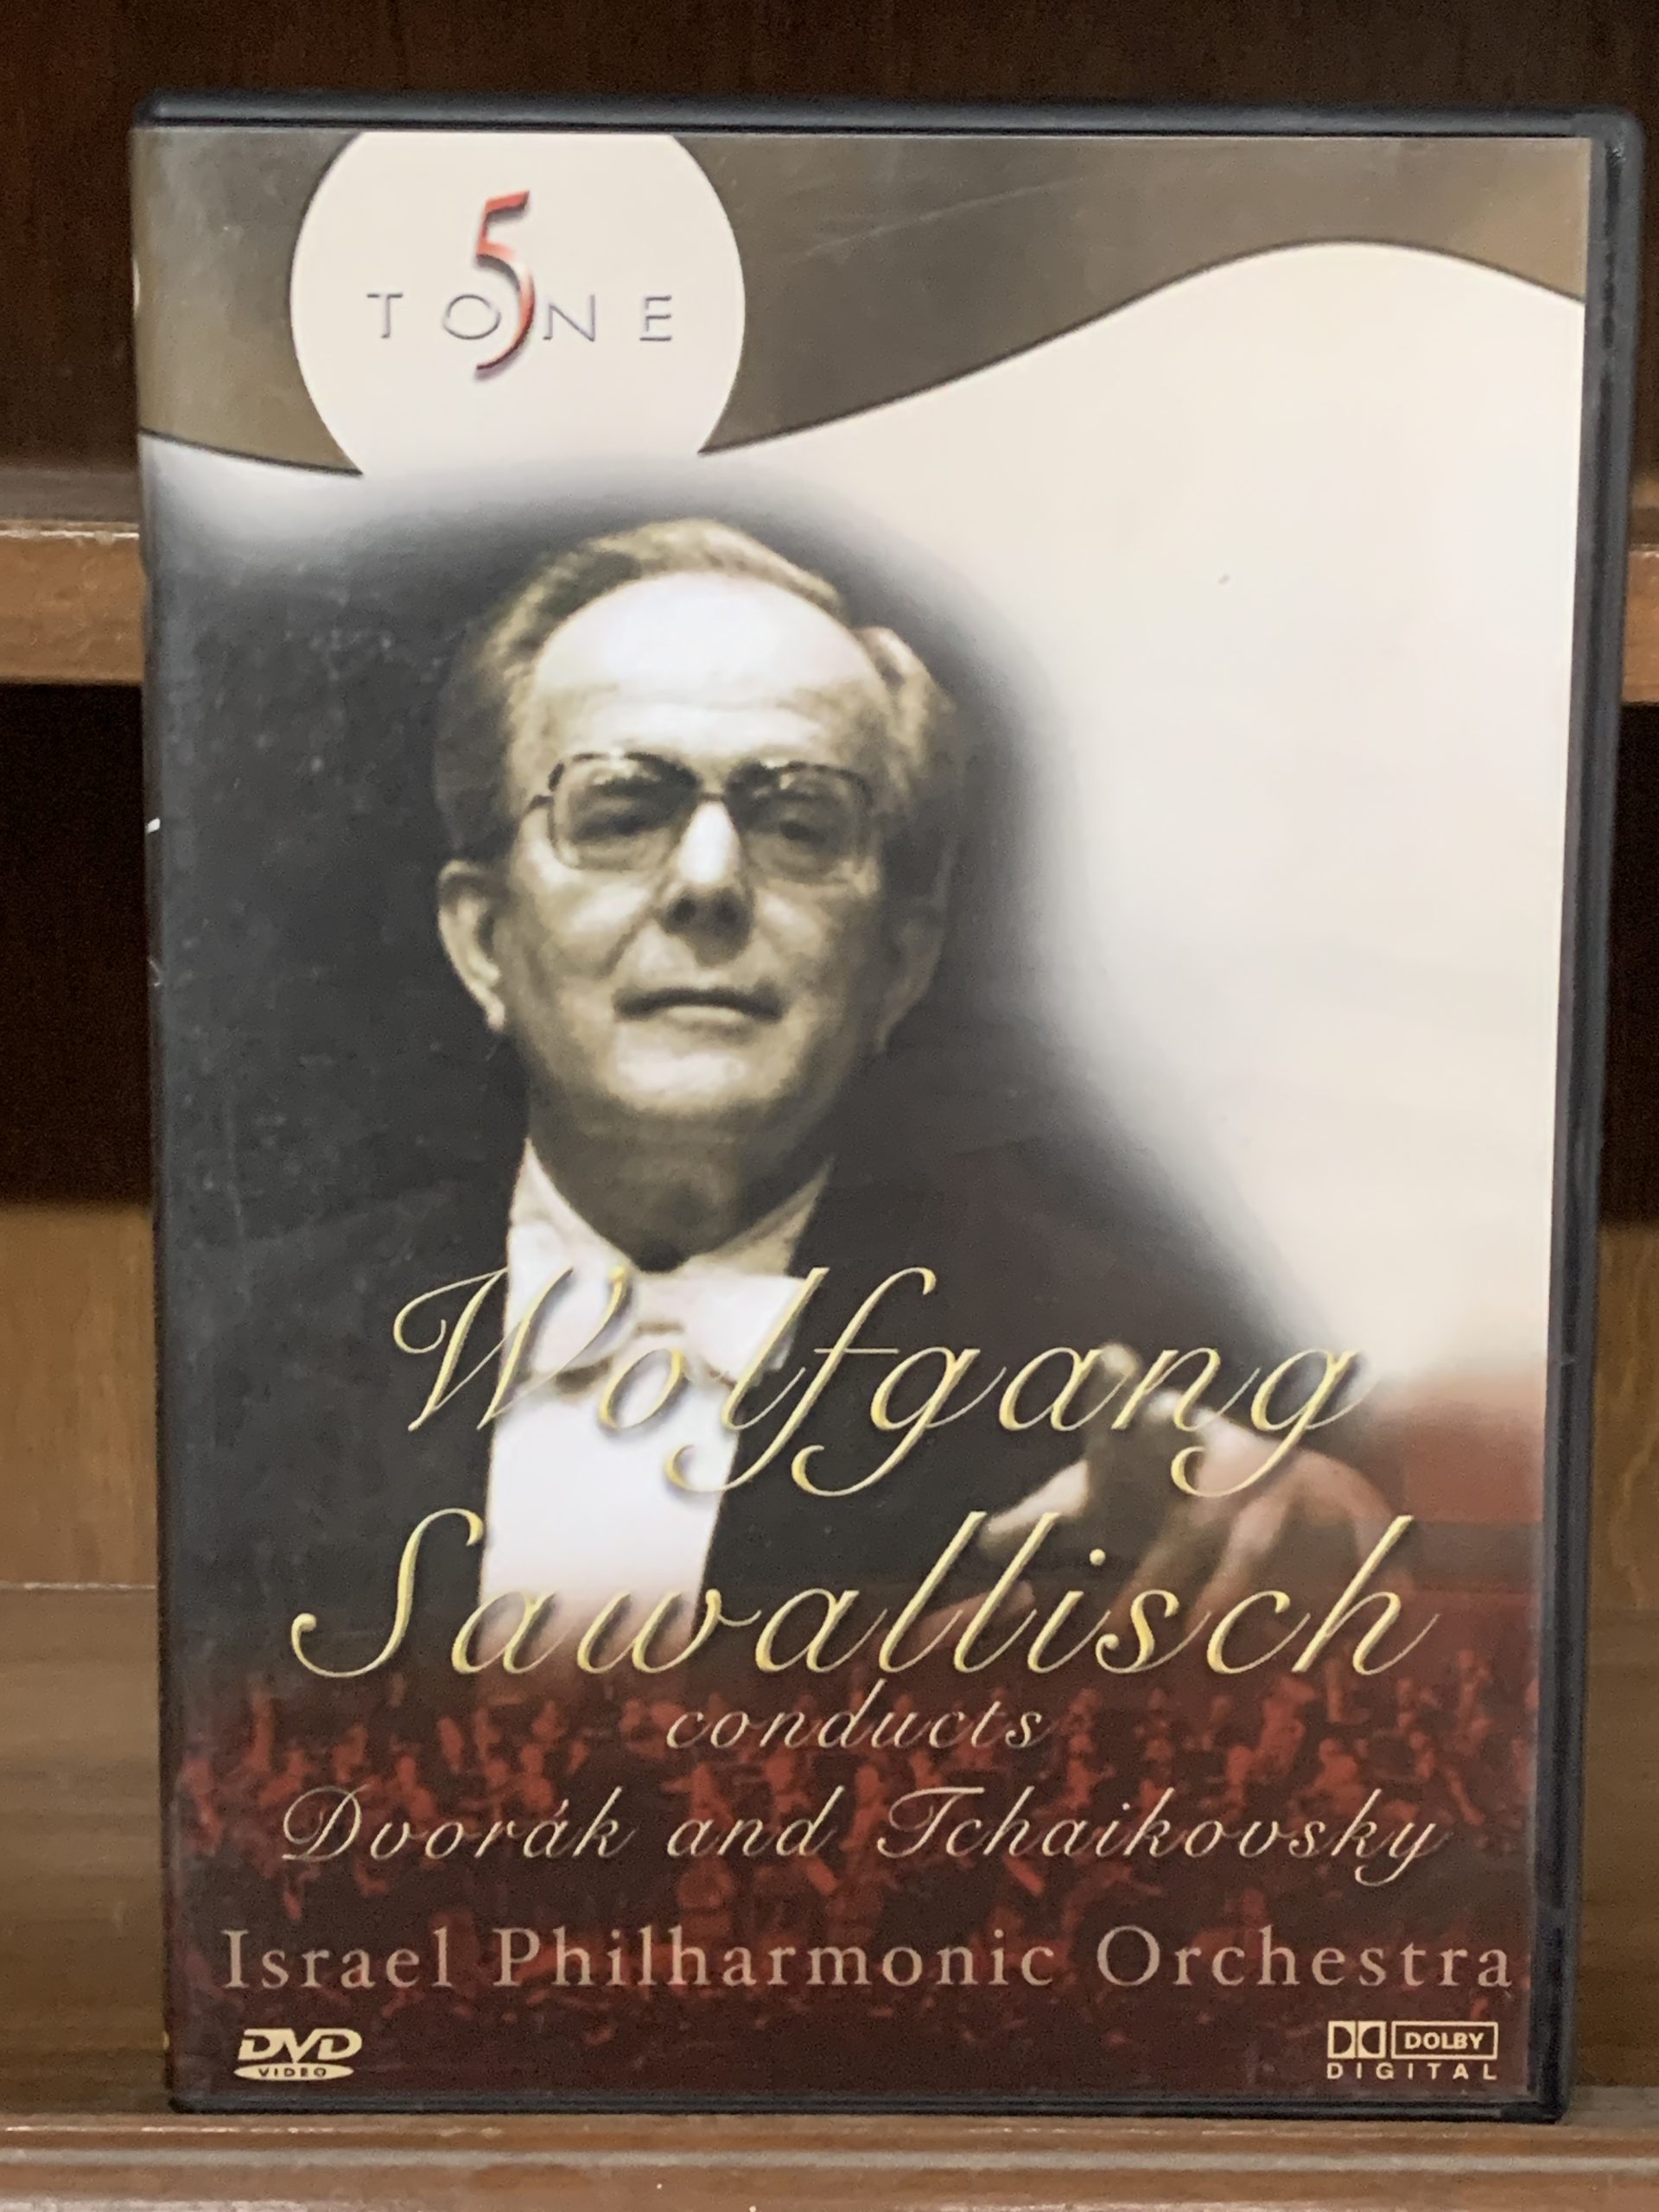 5
TONE
Wolfgang
Sawallisch
conducts
Dvorák and Tchaikovsky
Israel Philharmonic Orchestra
DVD
VIDEO
DOLBY
DIGITAL